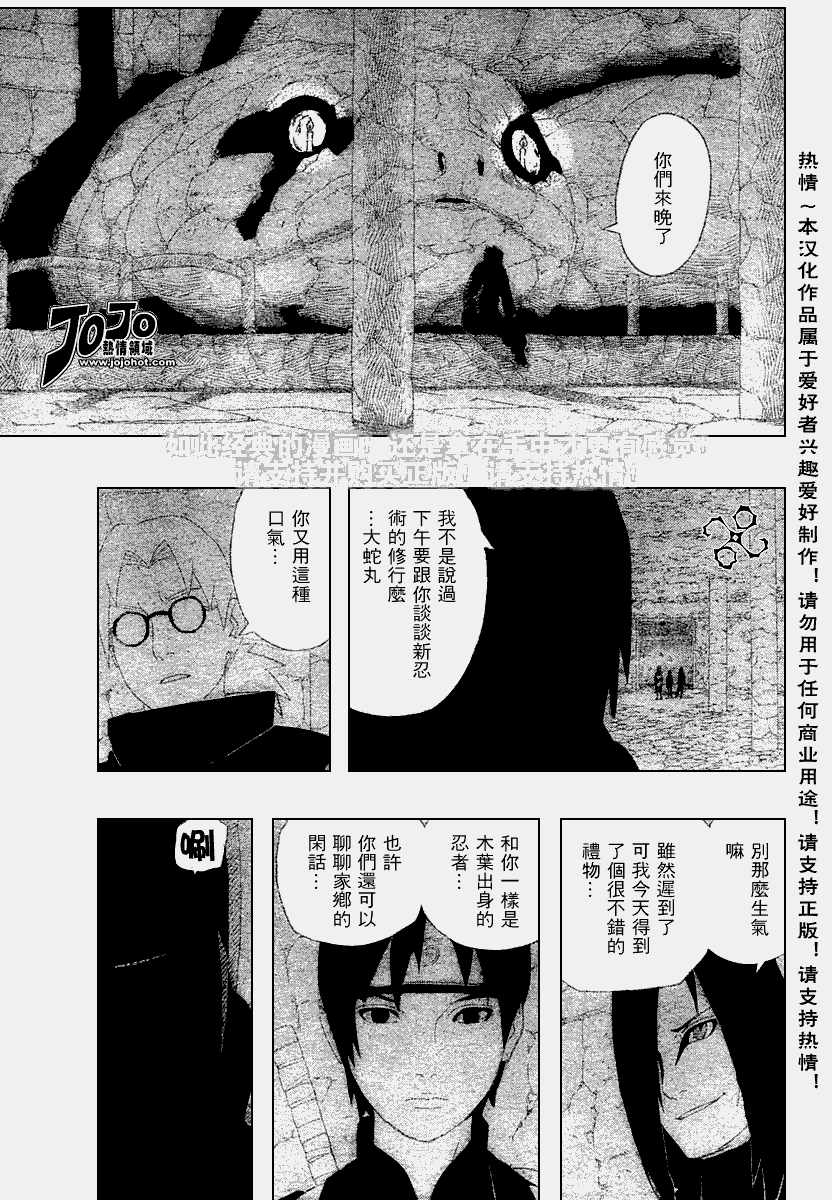 你們來晚了
JOJO
熱情領域
www.jojohot.com
如此经典的漫画
还是拿在手中才更有感觉
请支持并购买正版
请支持热情
我不是說過
下午要跟你談談新忍
術的修行麼
…大蛇丸
你又用這種
口氣…
別那麼生氣
嘛
雖然遲到了
可我今天得到
了個很不錯的
禮物…
和你一樣是
木葉出身的
忍者…
也許
你們還可以
聊聊家鄉的
閑話…
热情～本汉化作品属于爱好者兴趣爱好制作！请勿用于任何商业用途！请支持正版！请支持热情！